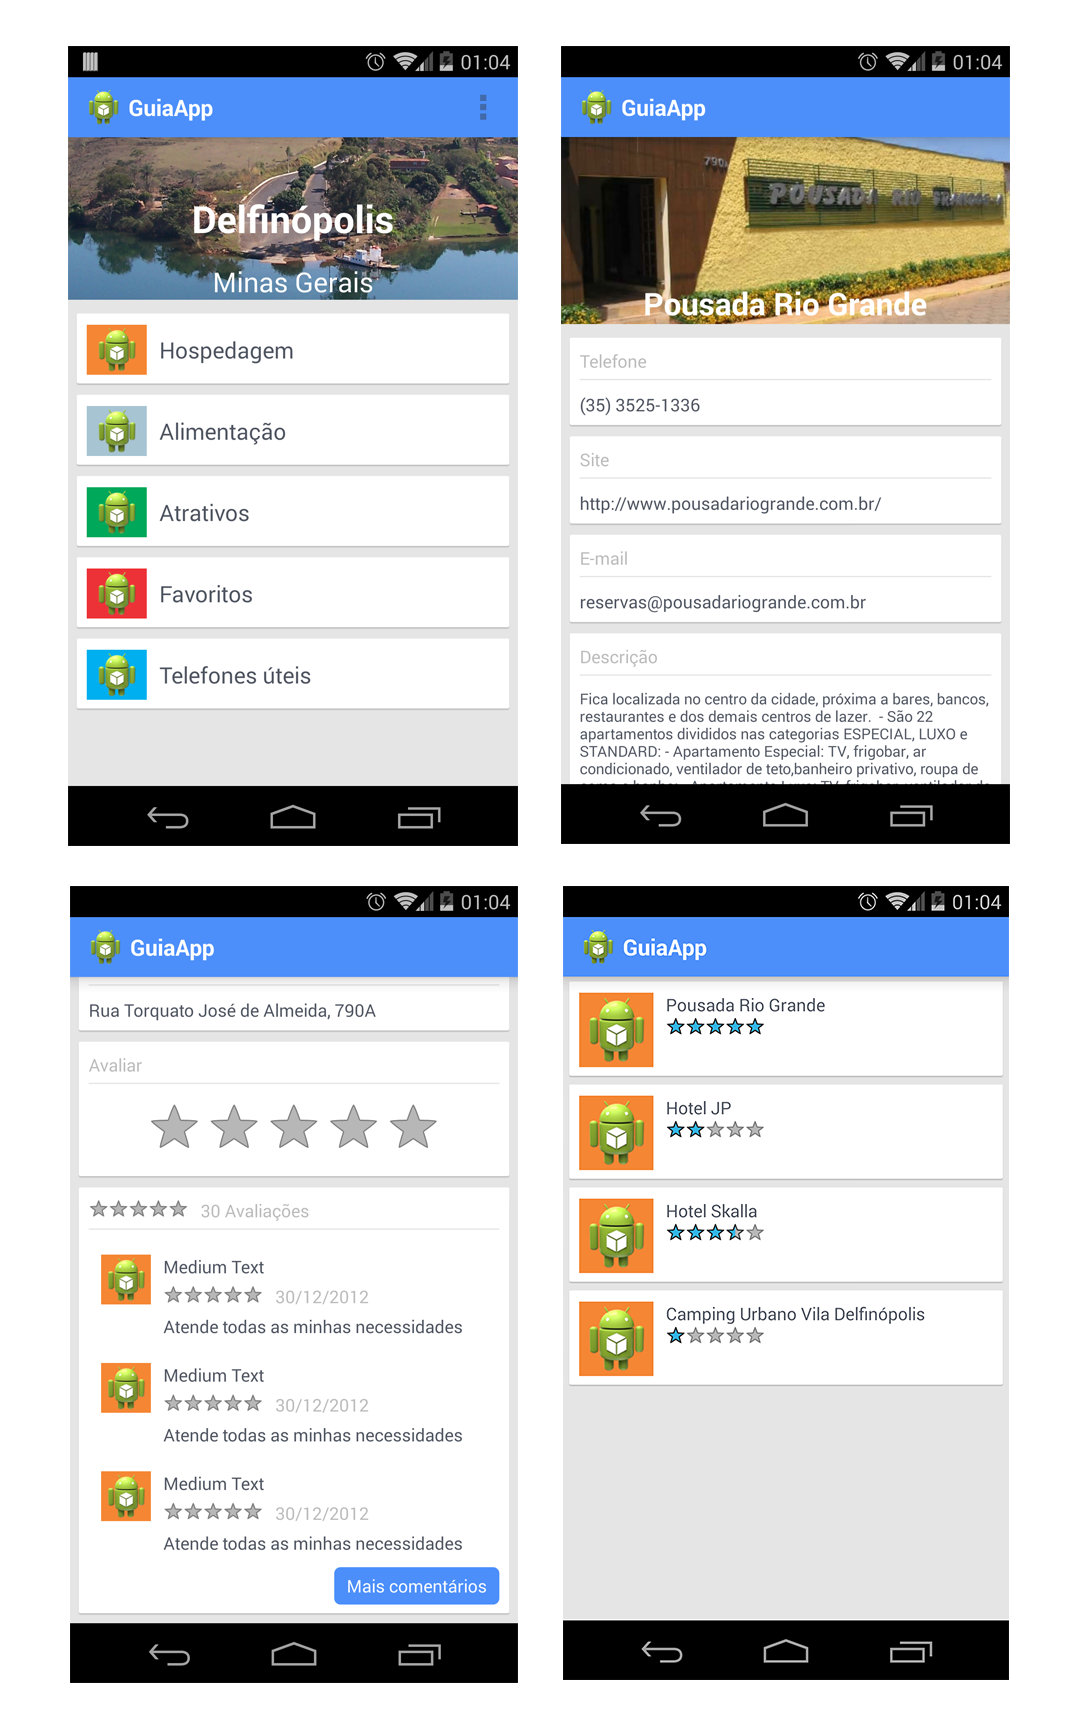 01:04
GuiaApp
Delfinópolis
Minas Gerais
Hospedagem
Alimentação
Atrativos
Favoritos
Telefones úteis
01:04
GuiaApp
790A
POUSADA RIO
Pousada Rio Grande
Telefone
(35) 3525-1336
Site
http://www.pousadariogrande.com.br/
E-mail
reservas@pousadariogrande.com.br
Descrição
Fica localizada no centro da cidade, próxima a bares, bancos,
restaurantes e dos demais centros de lazer. - São 22
apartamentos divididos nas categorias ESPECIAL, LUXO e
STANDARD: - Apartamento Especial: TV, frigobar, ar
condicionado, ventilador de teto,banheiro privativo, roupa de
01:04
GuiaApp
Rua Torquato José de Almeida, 790A
Avaliar
30 Avaliações
Medium Text
30/12/2012
Atende todas as minhas necessidades
Medium Text
30/12/2012
Atende todas as minhas necessidades
Medium Text
30/12/2012
Atende todas as minhas necessidades
Mais comentários
01:04
GuiaApp
Pousada Rio Grande
Hotel JP
Hotel Skalla
Camping Urbano Vila Delfinópolis